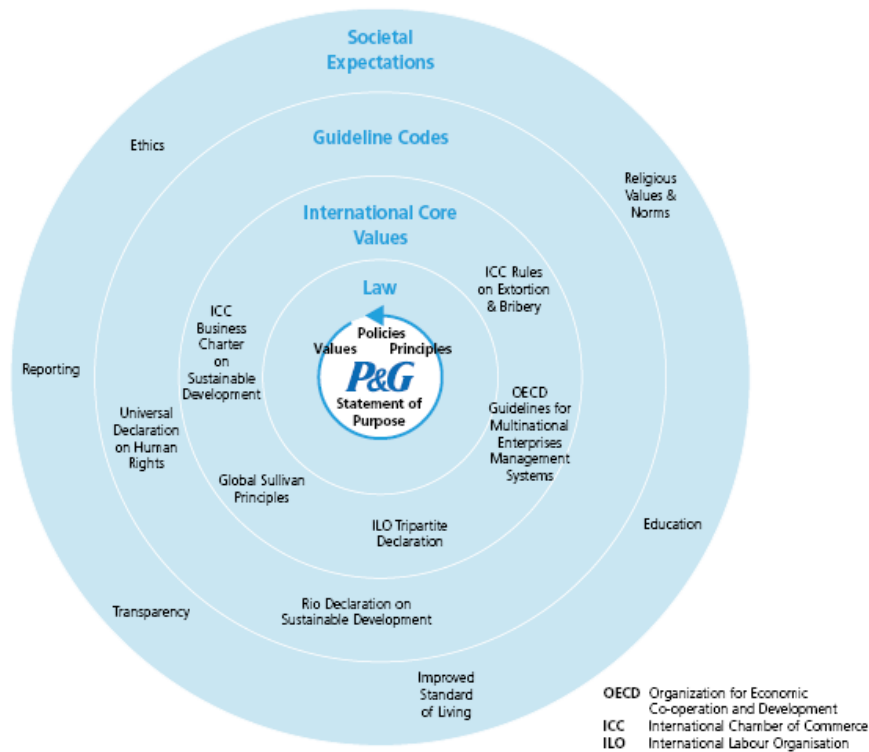 Societal
Expectations
Ethics
Guideline Codes
Religious
Values &
Norms
International Core
Values
ICC Rules
on Extortion
& Bribery
Law
ICC
Business
Charter
on
Sustainable
Development
Policies
Values Principles
P&G
Statement of
Purpose
Reporting
OECD
Guidelines for
Multinational
Enterprises
Management
Systems
Universal
Declaration
on Human
Rights
Global Sullivan
Principles
ILO Tripartite
Declaration
Education
Transparency
Rio Declaration on
Sustainable Development
Improved
Standard
of Living
OECD Organization for Economic
Co-operation and Development
ICC International Chamber of Commerce
ILO International Labour Organisation